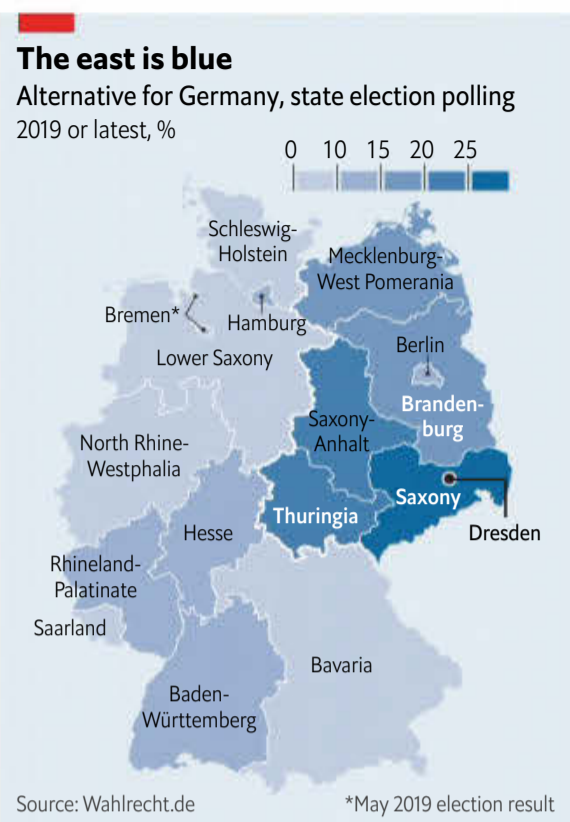 The east is blue
Alternative for Germany, state election polling
2019 or latest, %
0 10 15 20 25
Schleswig-
Holstein
Mecklenburg-
West Pomerania
Bremen*
Hamburg
Lower Saxony
Berlin
Branden-
burg
Saxony-
Anhalt
North Rhine-
Westphalia
Saxony
Thuringia
Dresden
Hesse
Rhineland-
Palatinate
Saarland
Bavaria
Baden-
Württemberg
Source: Wahlrecht.de
*May 2019 election result